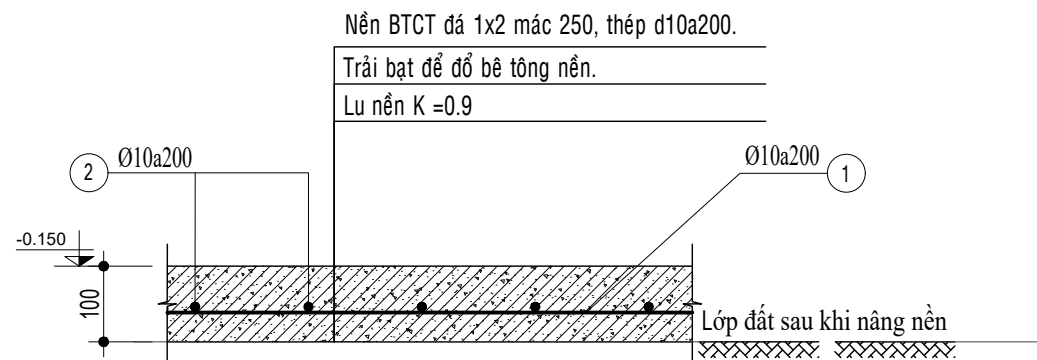 Nền BTCT đá 1x2 mác 250, thép d10a200.
Trải bạt để đổ bê tông nền.
Lu nền K =0.9
2 Ø10a200
Ø10a200 1
-0.150
100
Lớp đất sau khi nâng nền